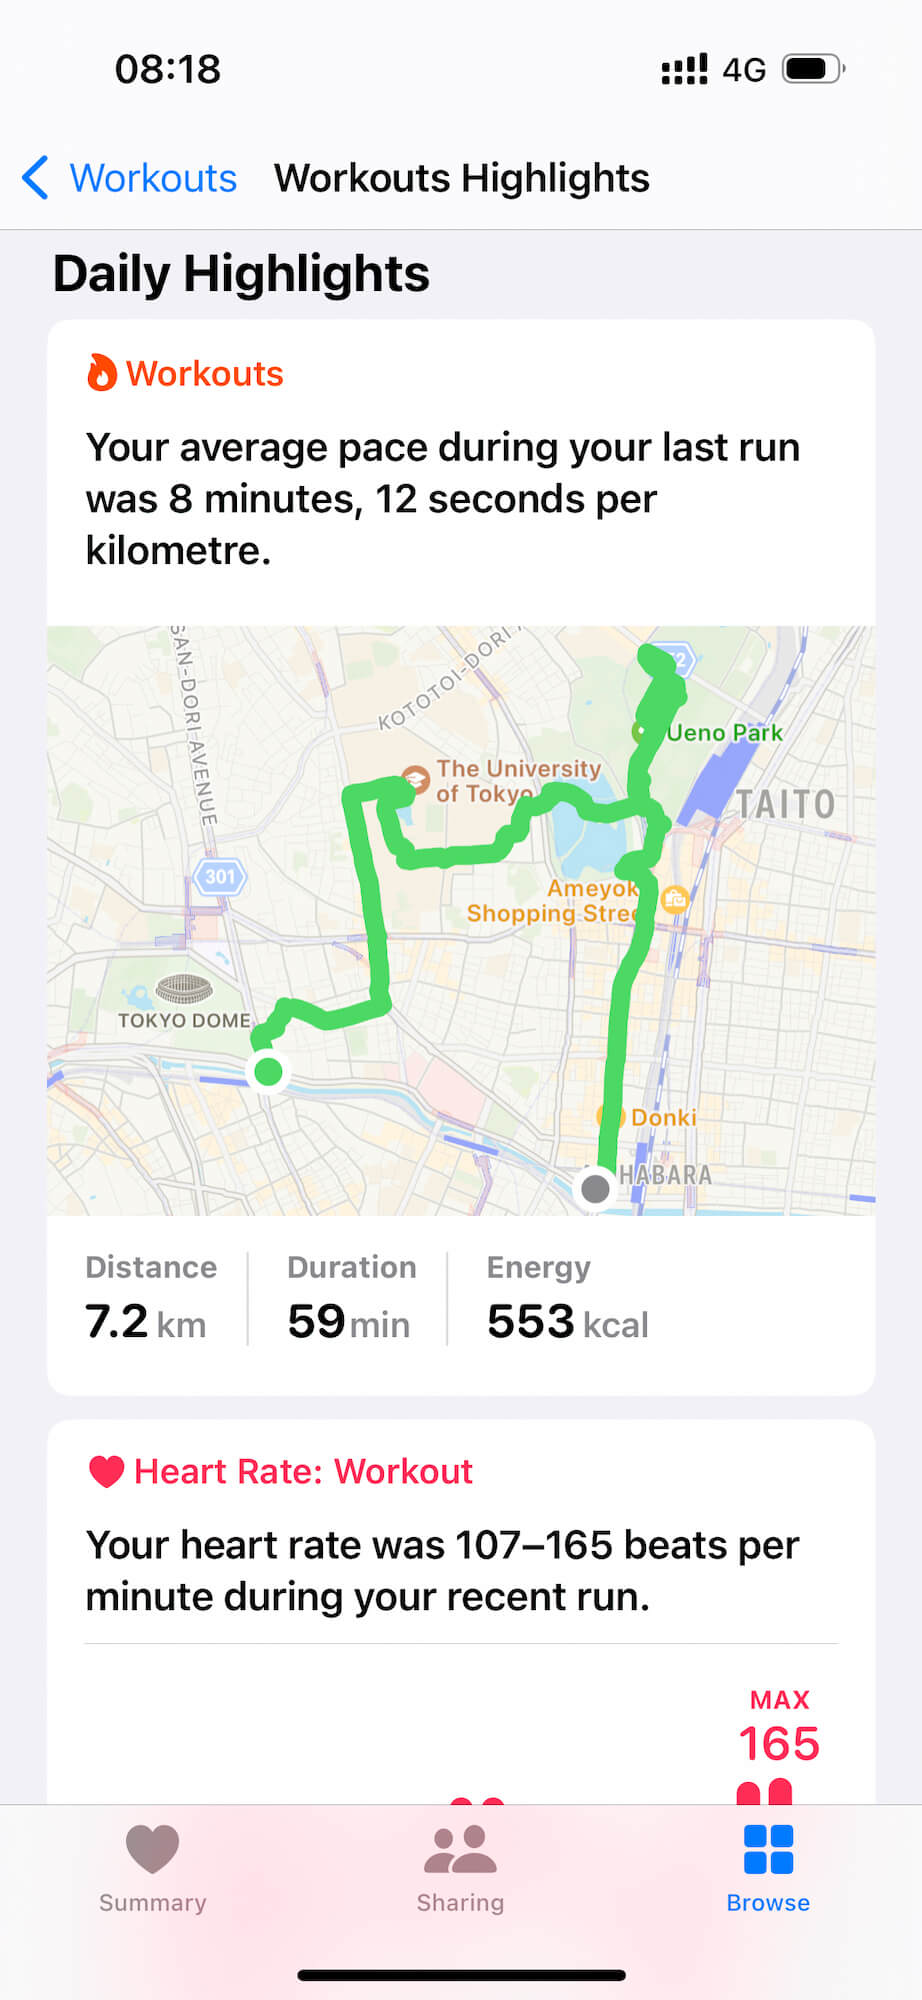 08:18
4G
Workouts
Workouts Highlights
Daily Highlights
Workouts
Your average pace during your last run
was 8 minutes, 12 seconds per
kilometre.
SAN-DORI AVENUE
KOTOTOI-DORI
2
Ueno Park
The University
of Tokyo
TAITO
301
Ameyok
Shopping Stree
TOKYO DOME
Donki
HABARA
Distance
Duration
Energy
7.2 km
59 min
553 kcal
Heart Rate: Workout
Your heart rate was 107–165 beats per
minute during your recent run.
MAX
165
Summary
Sharing
Browse